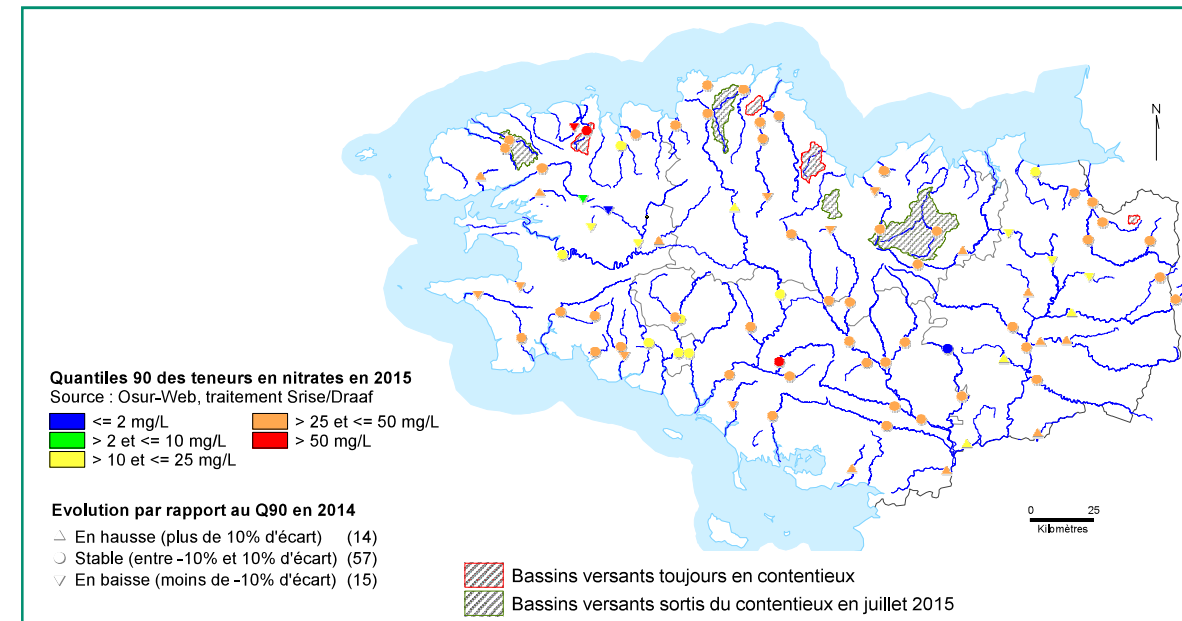 N
Quantiles 90 des teneurs en nitrates en 2015
Source : Osur-Web, traitement Srise/Draaf
<= 2 mg/L
> 2 et <= 10 mg/L
> 10 et <= 25 mg/L
> 25 et <= 50 mg/L
> 50 mg/L
Evolution par rapport au Q90 en 2014
En hausse (plus de 10% d'écart) (14)
Stable (entre -10% et 10% d'écart) (57)
En baisse (moins de -10% d'écart) (15)
0 25
Kilomètres
Bassins versants toujours en contentieux
Bassins versants sortis du contentieux en juillet 2015